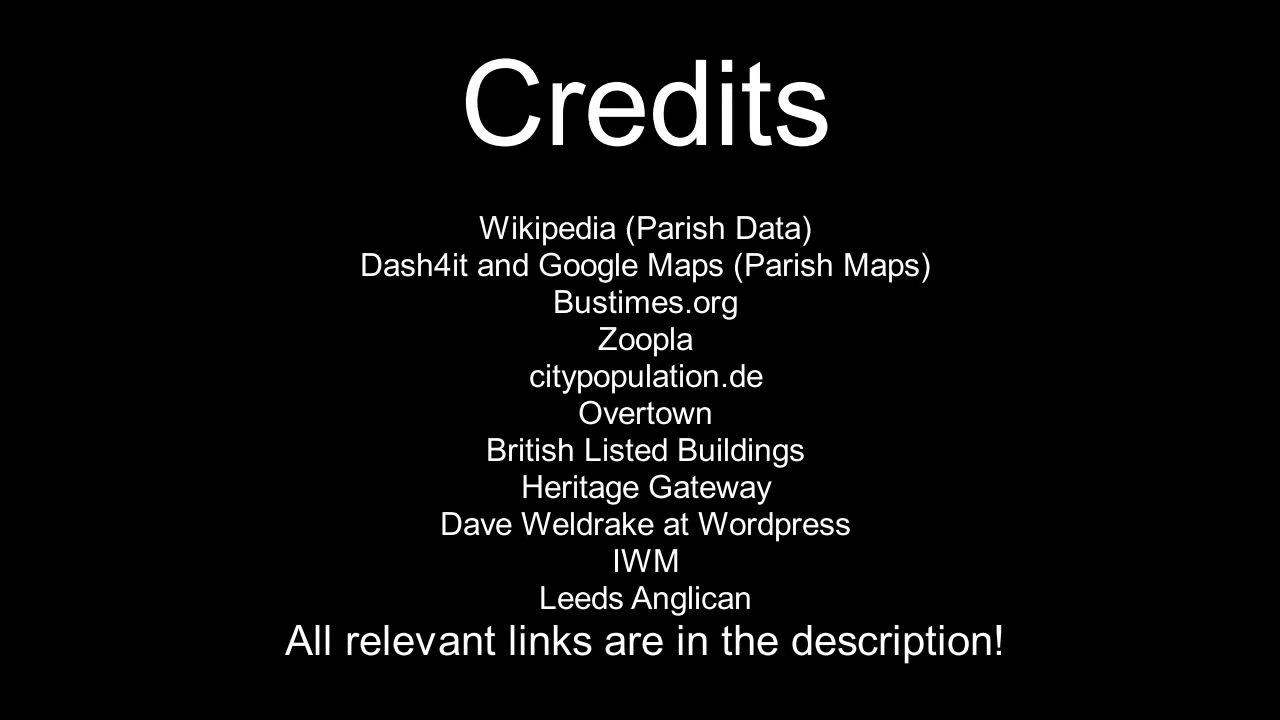 Credits
Wikipedia (Parish Data)
Dash4it and Google Maps (Parish Maps)
Bustimes.org
Zoopla
citypopulation.de
Overtown
British Listed Buildings
Heritage Gateway
Dave Weldrake at Wordpress
IWM
Leeds Anglican
All relevant links are in the description!